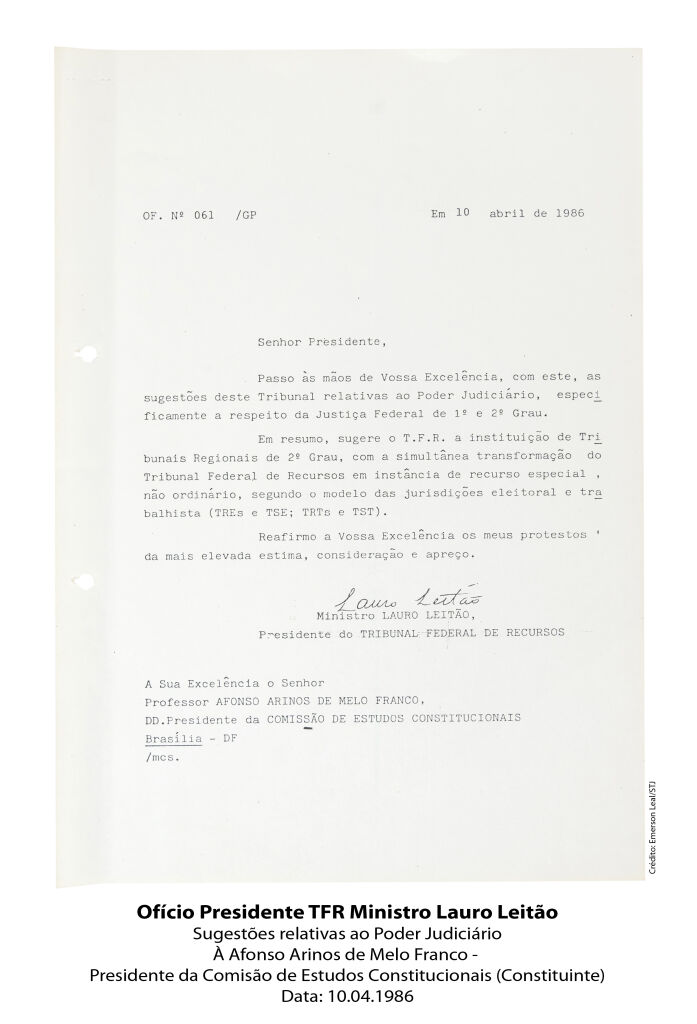 OF. Nº 061 /GP
Em 10 abril de 1986
Senhor Presidente,
Passo às mãos de Vossa Excelência, com este, as
sugestões deste Tribunal relativas ao Poder Judiciário, especi
ficamente a respeito da Justiça Federal de 1º e 2º Grau.
Em resumo, sugere o T.F.R. a instituição de Tri
bunais Regionais de 2º Grau, com a simultânea transformação do
Tribunal Federal de Recursos em instância de recurso especial ,
não ordinário, segundo o modelo das jurisdições eleitoral e tra
balhista (TREs e TSE; TRTs e TST).
Reafirmo a Vossa Excelência os meus protestos '
da mais elevada estima, consideração e apreço.
Lauro Leitão
Ministro LAURO LEITÃO,
Presidente do TRIBUNAL FEDERAL DE RECURSOS
A Sua Excelência o Senhor
Professor AFONSO ARINOS DE MELO FRANCO,
DD.Presidente da COMISSÃO DE ESTUDOS CONSTITUCIONAIS
Brasília - DF
/mcs.
Crédito: Emerson Leal/STJ
Ofício Presidente TFR Ministro Lauro Leitão
Sugestões relativas ao Poder Judiciário
À Afonso Arinos de Melo Franco -
Presidente da Comisão de Estudos Constitucionais (Constituinte)
Data: 10.04.1986